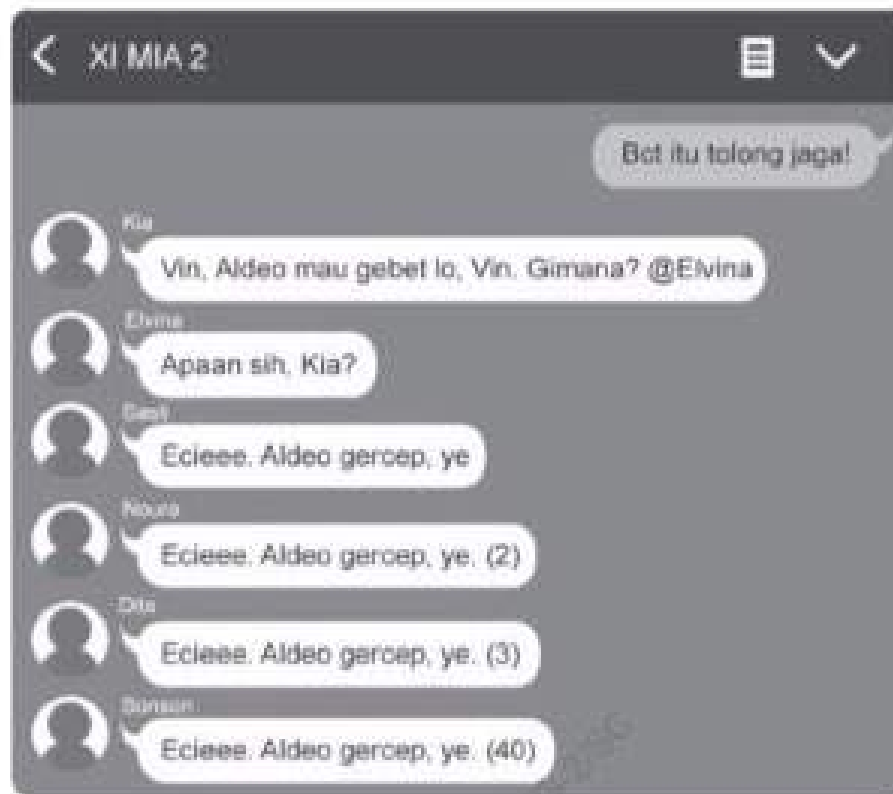 XI MIA 2
Bot itu tolong jaga!
Kia
Vin, Aldeo mau gebet lo, Vin. Gimana? @Elvina
Elvina
Apaan sih, Kia?
Ecieee. Aldeo gercep, ye
Noura
Ecieee. Aldeo gercep, ye. (2)
Dita
Ecieee. Aldeo gercep, ye. (3)
Ecieee. Aldeo gercep, ye. (40)